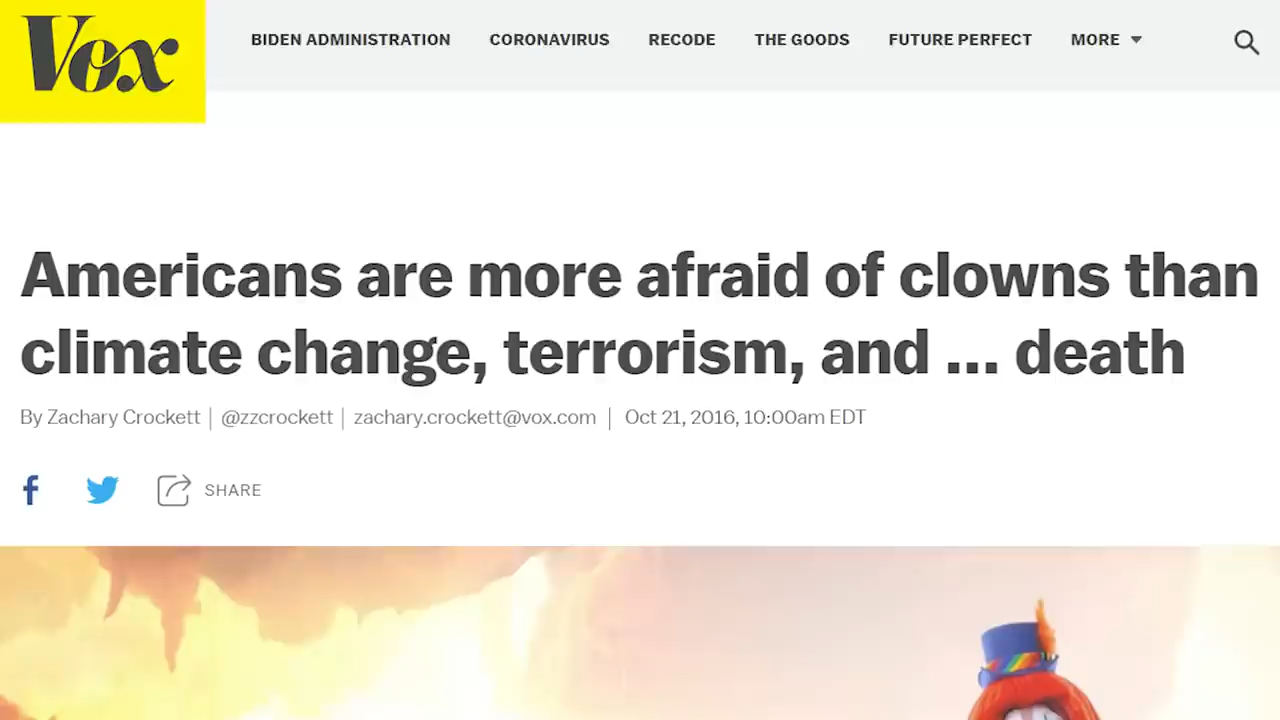 Vox
BIDEN ADMINISTRATION CORONAVIRUS RECODE THE GOODS FUTURE PERFECT MORE
Americans are more afraid of clowns than
climate change, terrorism, and ... death
By Zachary Crockett | @zzcrockett | zachary.crockett@vox.com | Oct 21, 2016, 10:00am EDT
SHARE